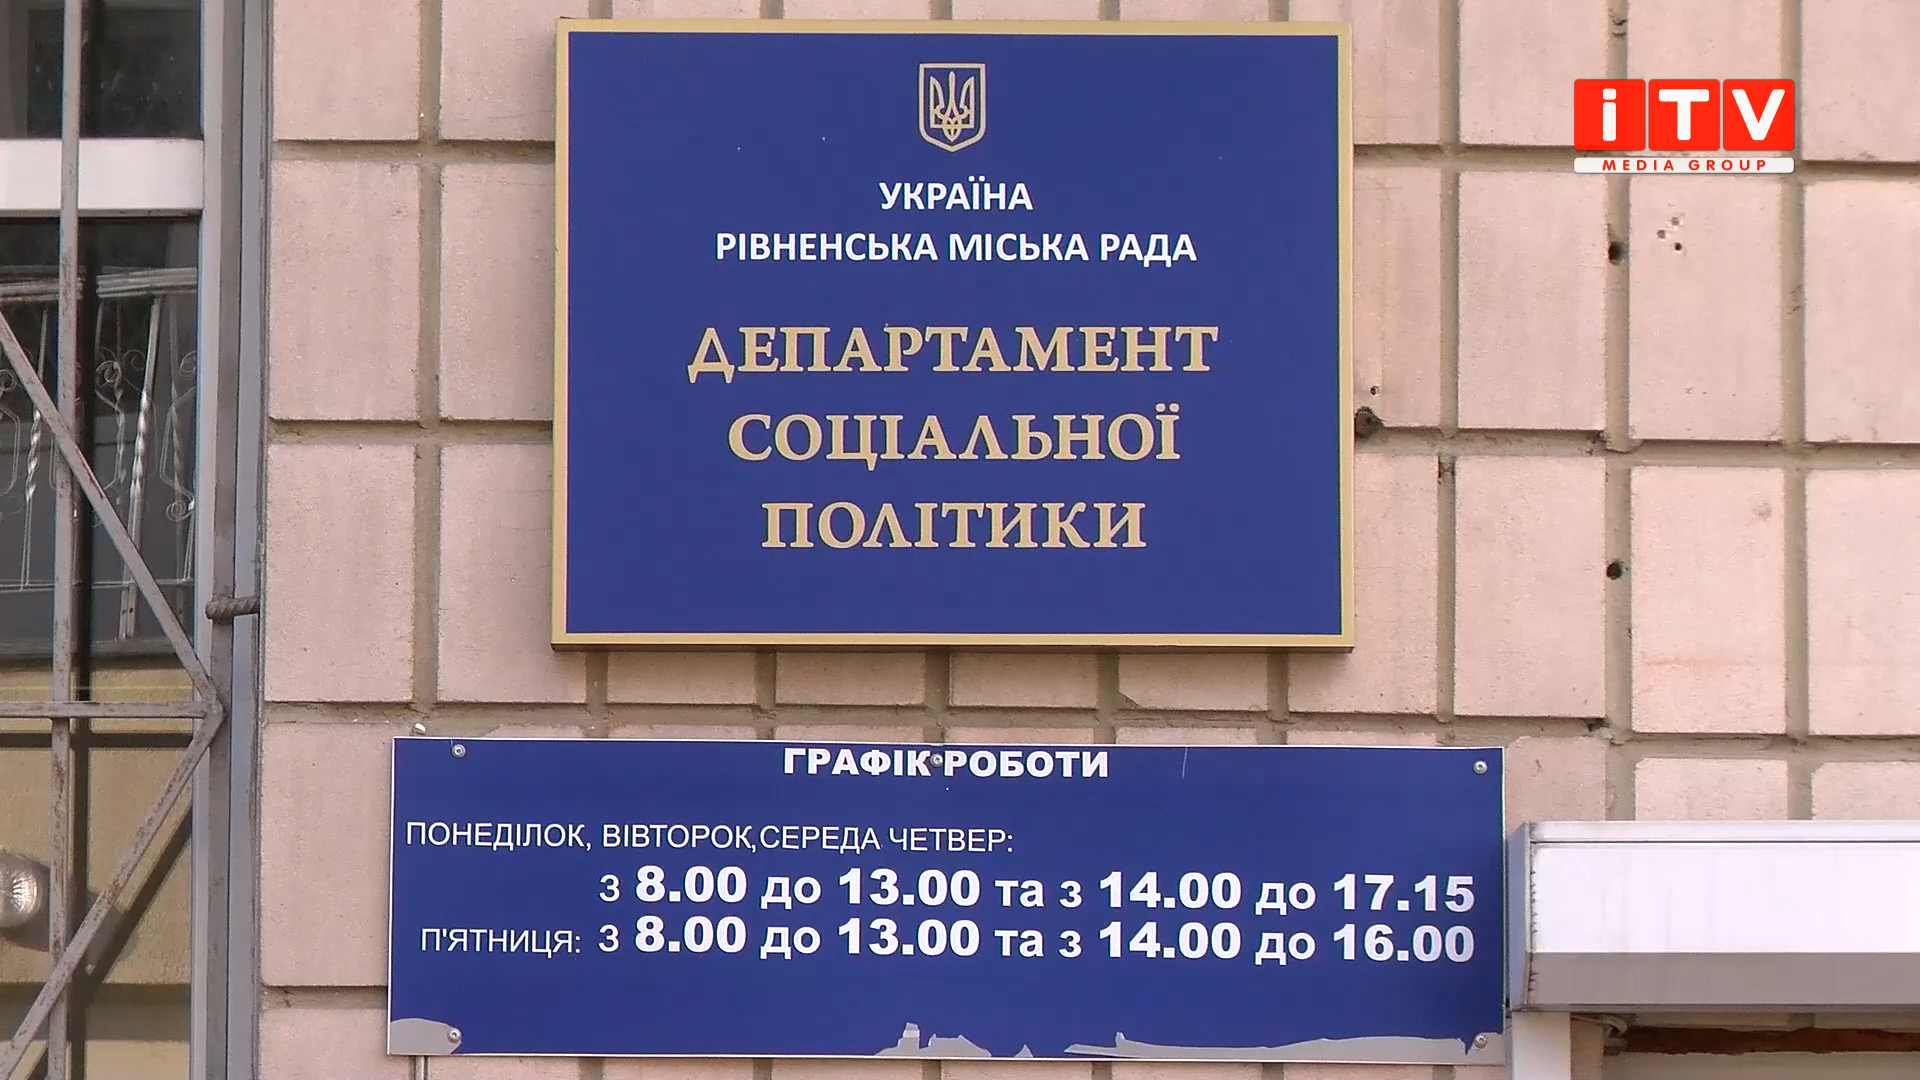 iTV
MEDIA GROUP
УКРАЇНА
РІВНЕНСЬКА МІСЬКА РАДА
ДЕПАРТАМЕНТ
СОЦІАЛЬНОЇ
ПОЛІТИКИ
ГРАФІК РОБОТИ
ПОНЕДІЛОК, ВІВТОРОК,СЕРЕДА ЧЕТВЕР:
з 8.00 до 13.00 та з 14.00 до 17.15
П'ЯТНИЦЯ: з 8.00 до 13.00 та з 14.00 до 16.00